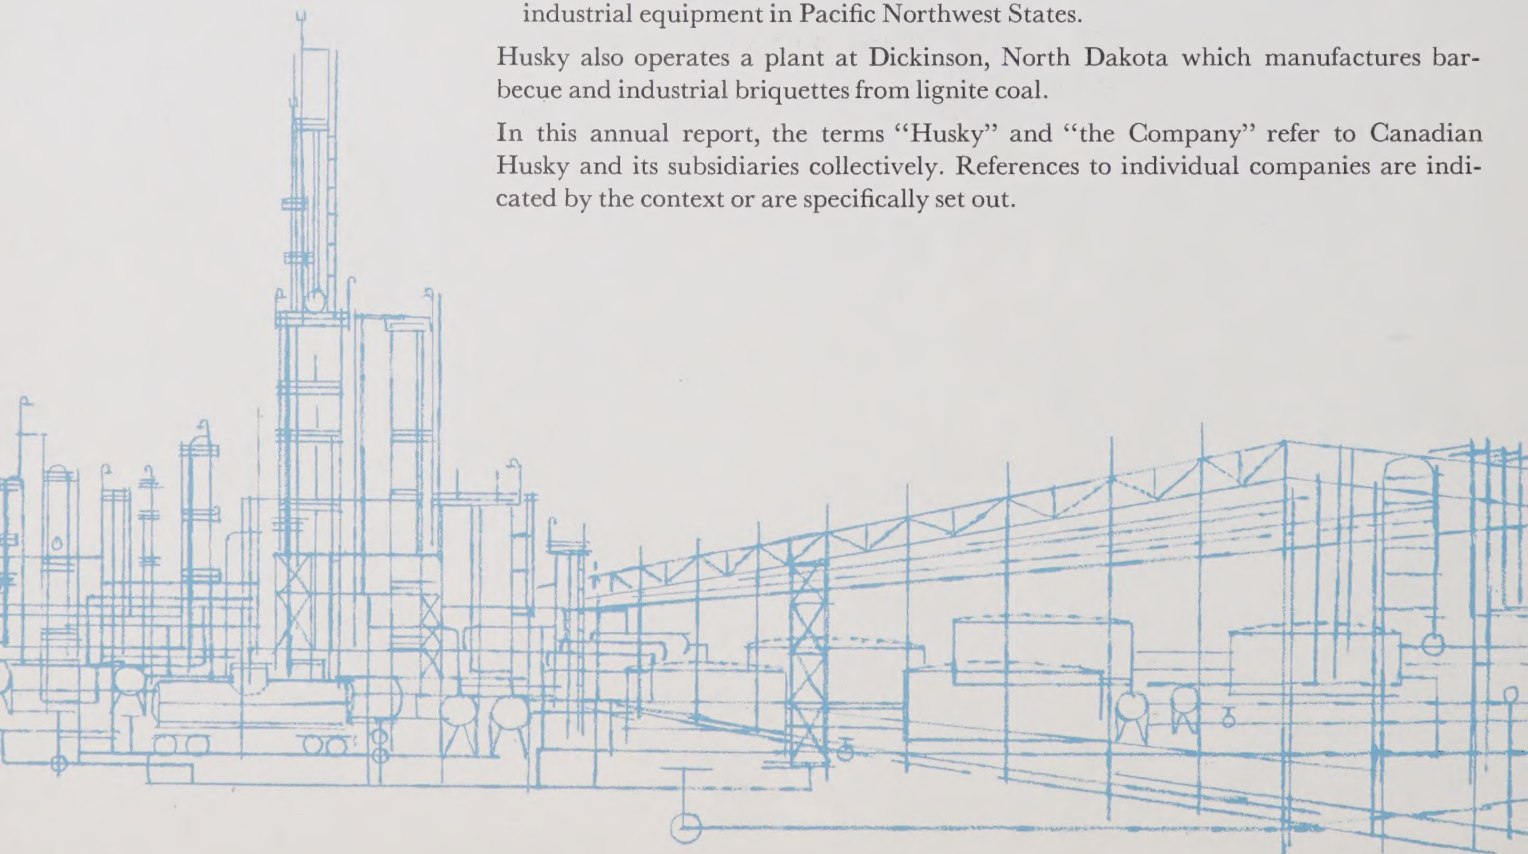 industrial equipment in Pacific Northwest States.
Husky also operates a plant at Dickinson, North Dakota which manufactures bar-
becue and industrial briquettes from lignite coal.
In this annual report, the terms “Husky” and “the Company” refer to Canadian
Husky and its subsidiaries collectively. References to individual companies are indi-
cated by the context or are specifically set out.